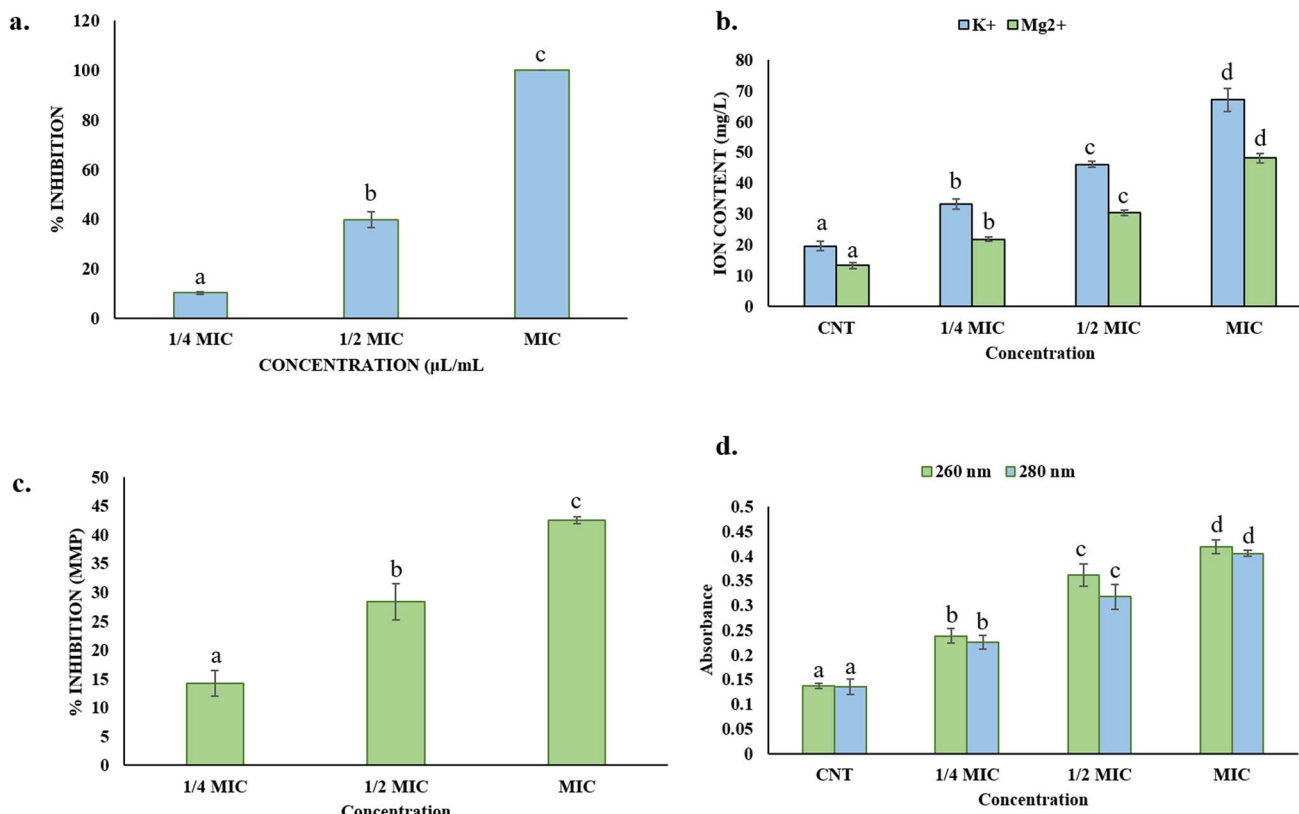 a.
120
100
80
60
40
20
0
% INHIBITION
a
b
c
1/4 MIC
1/2 MIC
MIC
CONCENTRATION (µL/mL
b.
K+
Mg2+
80
70
60
50
40
30
20
10
0
ION CONTENT (mg/L)
a
a
b
b
c
c
d
d
CNT
1/4 MIC
1/2 MIC
MIC
Concentration
c.
50
45
40
35
30
25
20
15
10
5
0
% INHIBITION (MMP)
a
b
c
1/4 MIC
1/2 MIC
MIC
Concentration
d.
260 nm
280 nm
0.5
0.45
0.4
0.35
0.3
0.25
0.2
0.15
0.1
0.05
0
Absorbance
a
a
b
b
c
c
d
d
CNT
1/4 MIC
1/2 MIC
MIC
Concentration